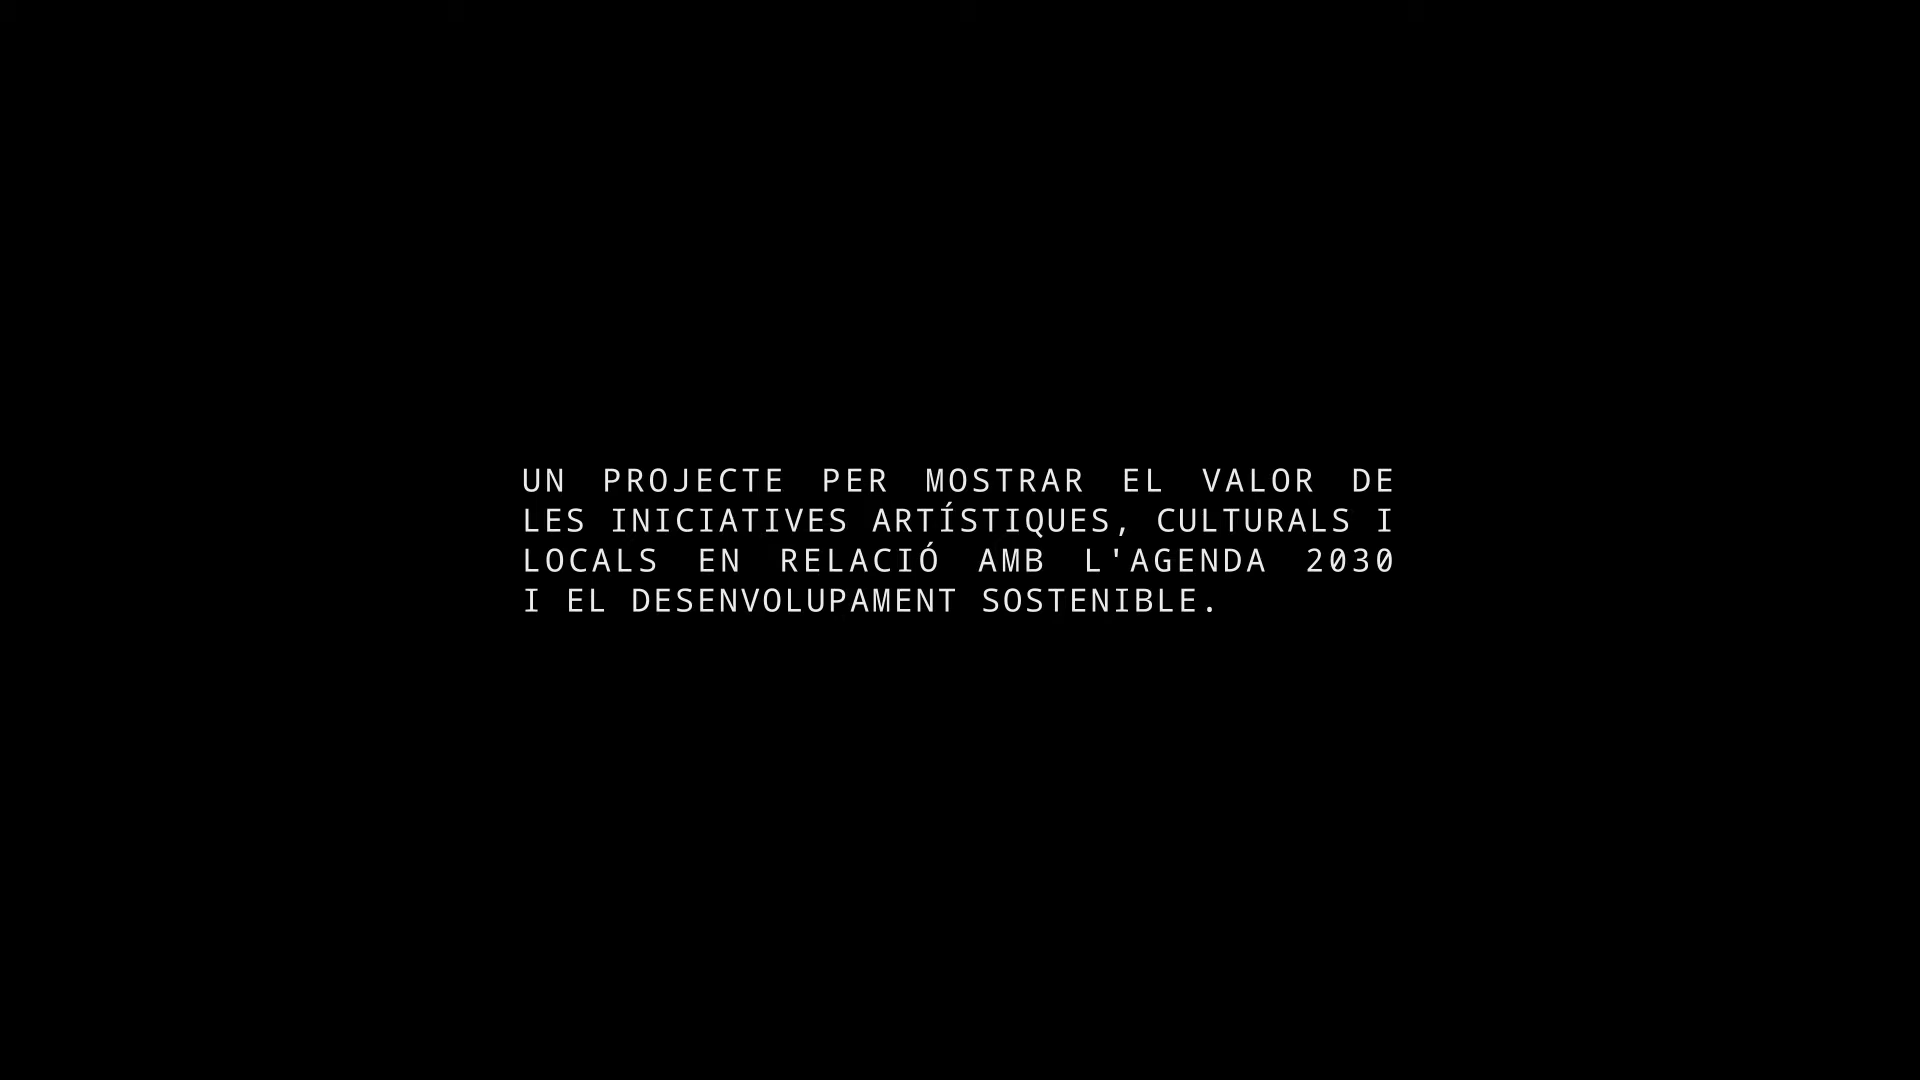 UN PROJECTE PER MOSTRAR EL VALOR DE
LES INICIATIVES ARTÍSTIQUES, CULTURALS I
LOCALS EN RELACIÓ AMB L'AGENDA 2030
I EL DESENVOLUPAMENT SOSTENIBLE.